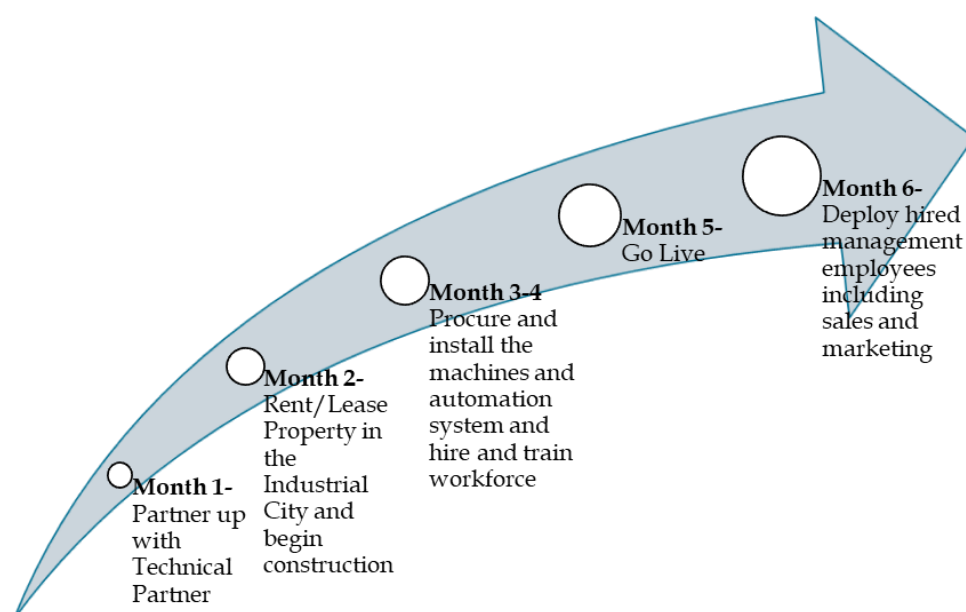 Month 1-
Partner up
with
Technical
Partner
Month 2-
Rent/Lease
Property in
the
Industrial
City and
begin
construction
Month 3-4
Procure and
install the
machines and
automation
system and
hire and train
workforce
Month 5-
Go Live
Month 6-
Deploy hired
management
employees
including
sales and
marketing